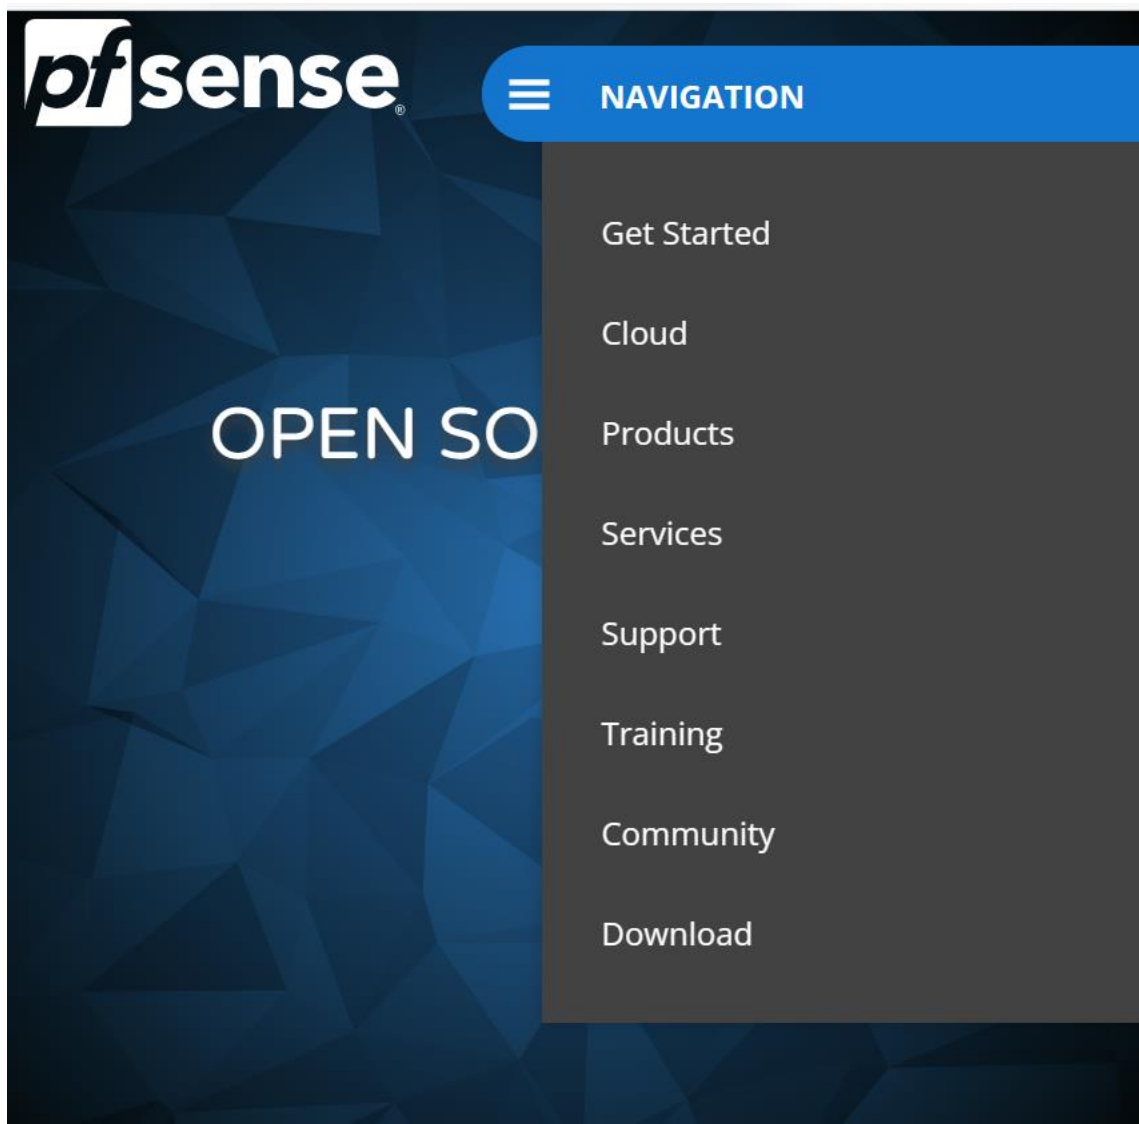 pfsense®
NAVIGATION
Get Started
Cloud
OPEN SO
Products
Services
Support
Training
Community
Download